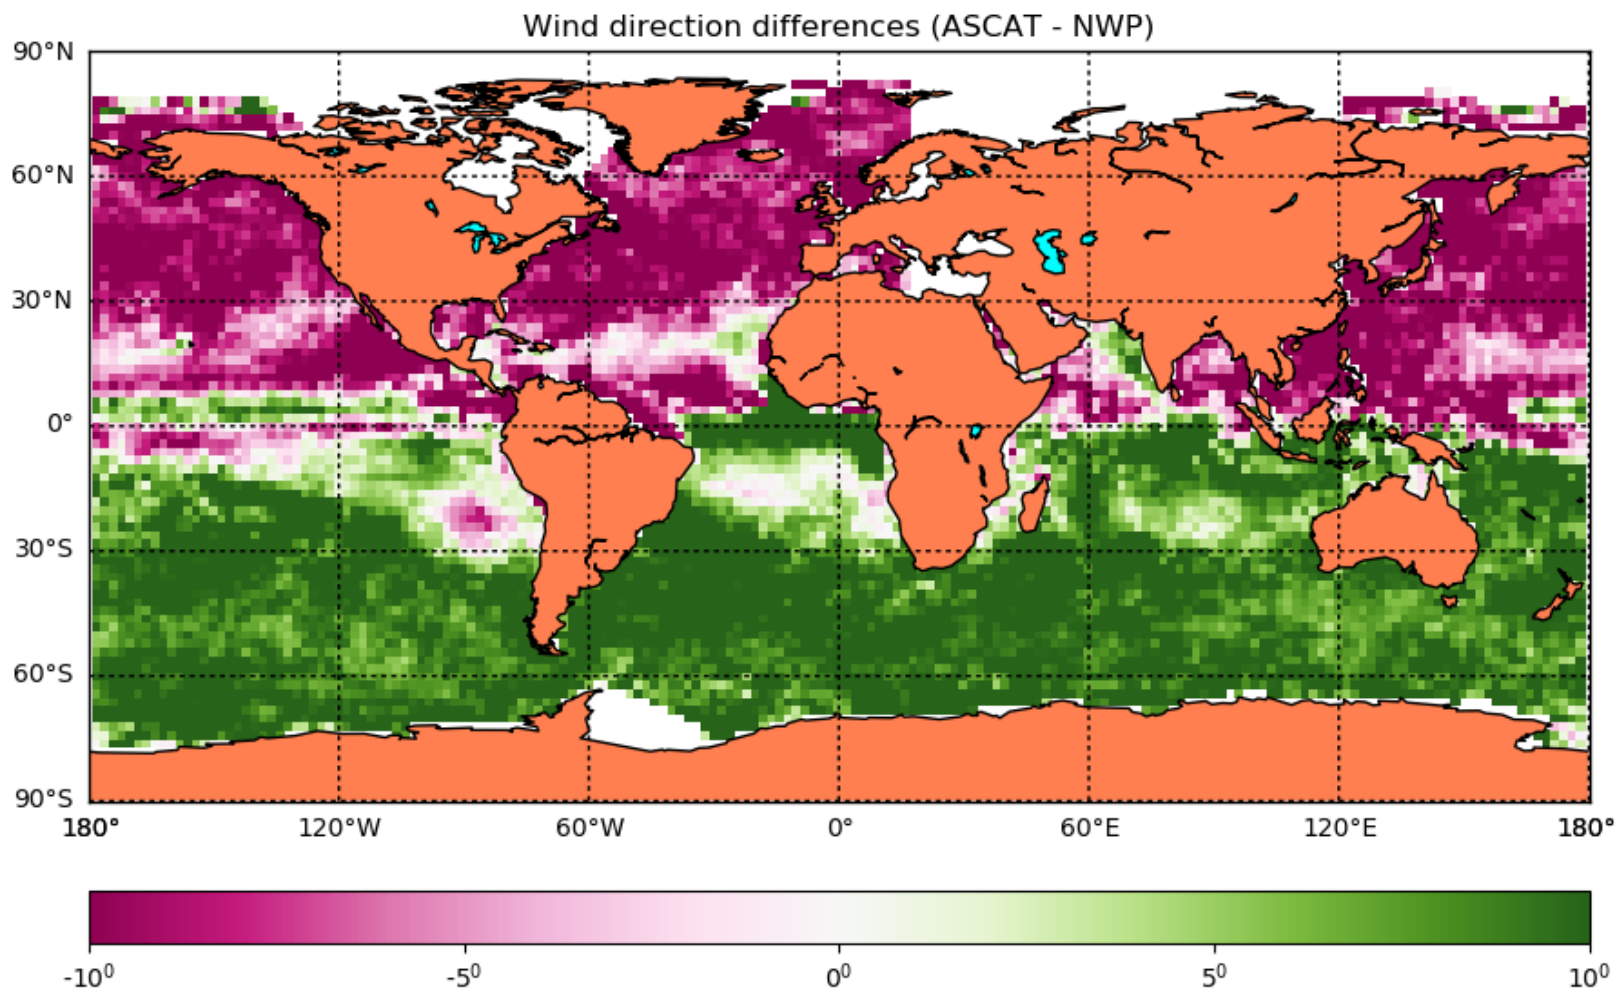 Wind direction differences (ASCAT - NWP)
90°N
60°N
30°N
0°
30°S
60°S
90°S
180° 120°W 60°W 0° 60°E 120°E 180°
-10⁰ -5⁰ 0⁰ 5⁰ 10⁰